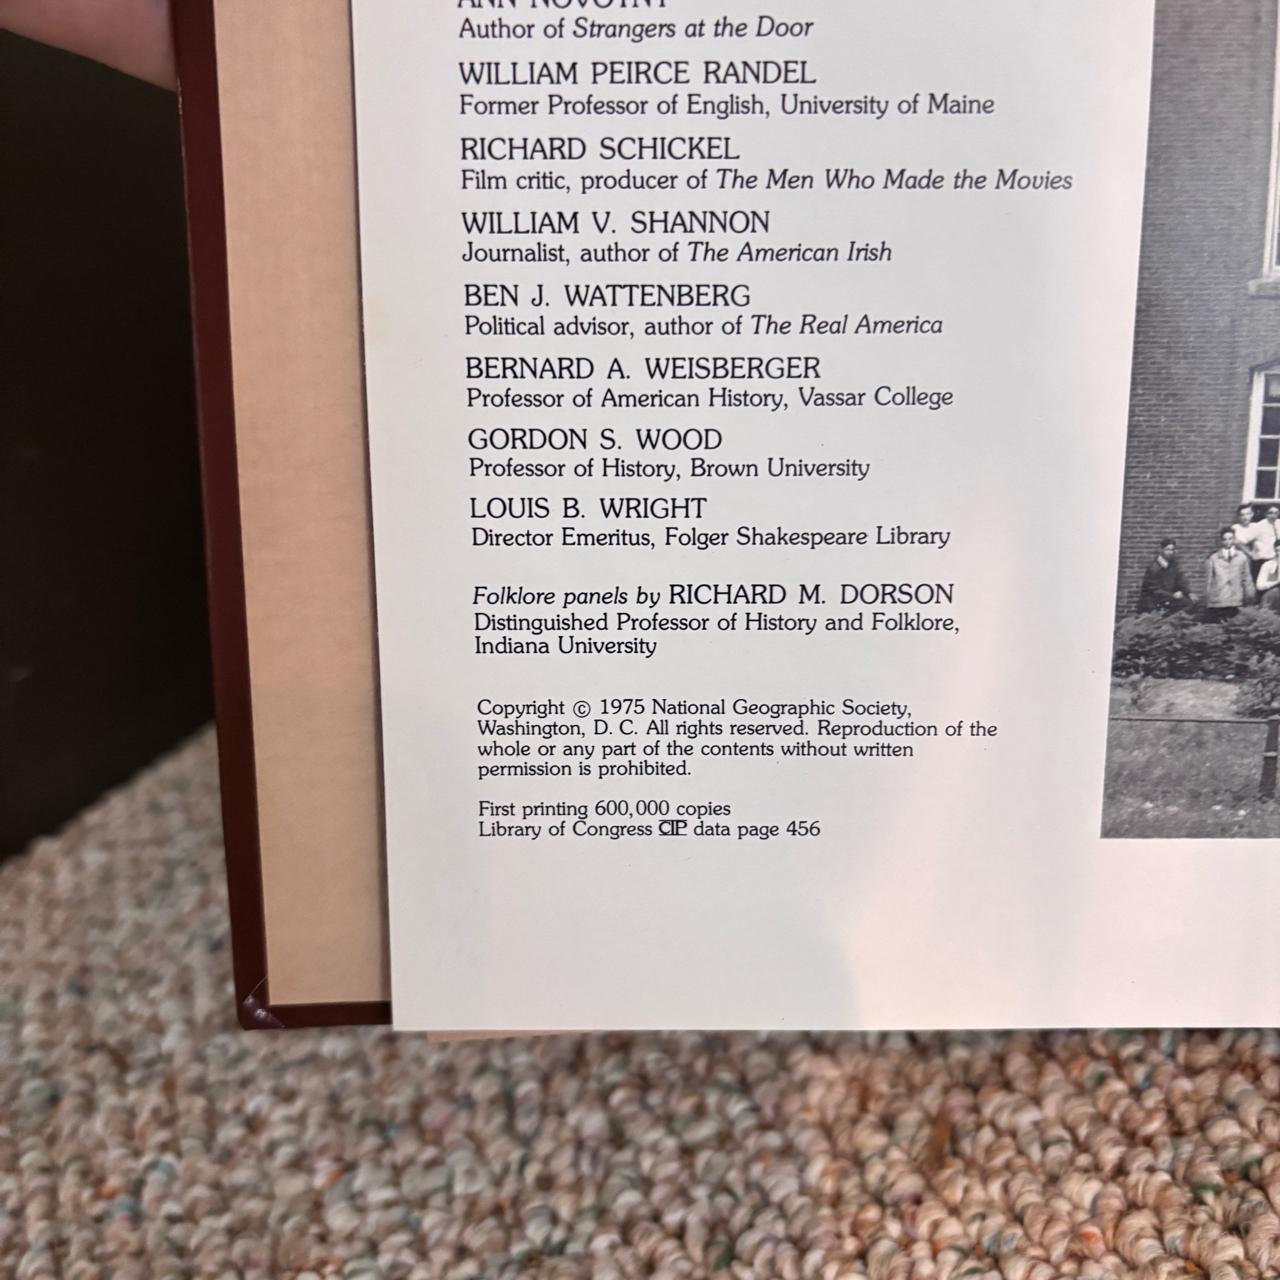 ANN NOVOTNY
Author of Strangers at the Door
WILLIAM PEIRCE RANDEL
Former Professor of English, University of Maine
RICHARD SCHICKEL
Film critic, producer of The Men Who Made the Movies
WILLIAM V. SHANNON
Journalist, author of The American Irish
BEN J. WATTENBERG
Political advisor, author of The Real America
BERNARD A. WEISBERGER
Professor of American History, Vassar College
GORDON S. WOOD
Professor of History, Brown University
LOUIS B. WRIGHT
Director Emeritus, Folger Shakespeare Library
Folklore panels by RICHARD M. DORSON
Distinguished Professor of History and Folklore,
Indiana University
Copyright © 1975 National Geographic Society,
Washington, D. C. All rights reserved. Reproduction of the
whole or any part of the contents without written
permission is prohibited.
First printing 600,000 copies
Library of Congress CIP data page 456